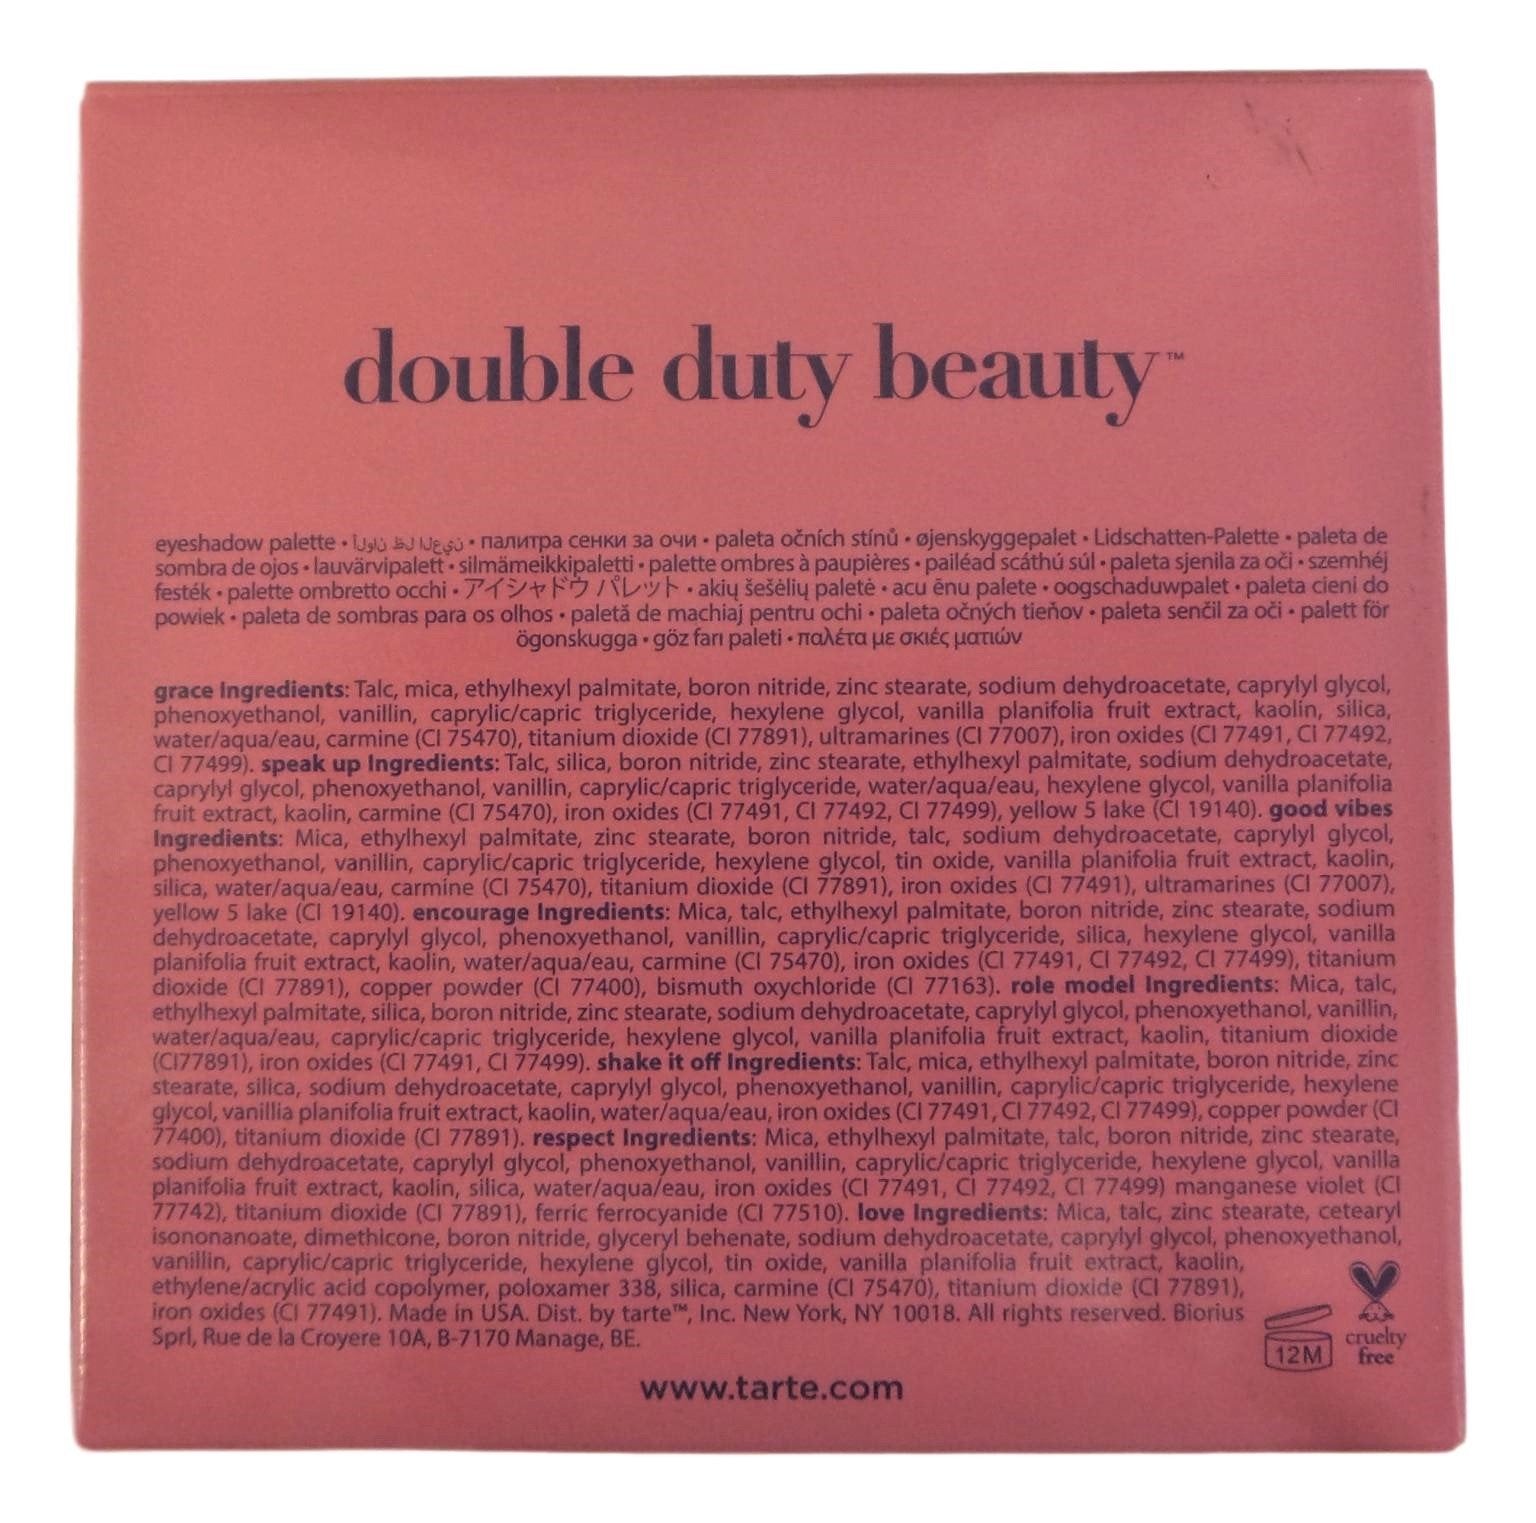 double duty beauty™
eyeshadow palette • ألوان ظل العين • палитра сенки за очи • paleta očních stínů • øjenskyggepalet • Lidschatten-Palette • paleta de
sombra de ojos • lauvärvipalett • silmämeikkipaletti • palette ombres à paupières • pailéad scáthú súl • paleta sjenila za oči • szemhéj
festék • palette ombretto occhi • アイシャドウ パレット • akių šešėlių paletė • acu ēnu palete • oogschaduwpalet • paleta cieni do
powiek • paleta de sombras para os olhos • paletă de machiaj pentru ochi • paleta očných tieňov • paleta senčil za oči • palett för
ögonskugga • göz farı paleti • παλέτα με σκιές ματιών
grace Ingredients: Talc, mica, ethylhexyl palmitate, boron nitride, zinc stearate, sodium dehydroacetate, caprylyl glycol,
phenoxyethanol, vanillin, caprylic/capric triglyceride, hexylene glycol, vanilla planifolia fruit extract, kaolin, silica,
water/aqua/eau, carmine (CI 75470), titanium dioxide (CI 77891), ultramarines (CI 77007), iron oxides (CI 77491, CI 77492,
CI 77499). speak up Ingredients: Talc, silica, boron nitride, zinc stearate, ethylhexyl palmitate, sodium dehydroacetate,
caprylyl glycol, phenoxyethanol, vanillin, caprylic/capric triglyceride, water/aqua/eau, hexylene glycol, vanilla planifolia
fruit extract, kaolin, carmine (CI 75470), iron oxides (CI 77491, CI 77492, CI 77499), yellow 5 lake (CI 19140). good vibes
Ingredients: Mica, ethylhexyl palmitate, zinc stearate, boron nitride, talc, sodium dehydroacetate, caprylyl glycol,
phenoxyethanol, vanillin, caprylic/capric triglyceride, hexylene glycol, tin oxide, vanilla planifolia fruit extract, kaolin,
silica, water/aqua/eau, carmine (CI 75470), titanium dioxide (CI 77891), iron oxides (CI 77491), ultramarines (CI 77007),
yellow 5 lake (CI 19140). encourage Ingredients: Mica, talc, ethylhexyl palmitate, boron nitride, zinc stearate, sodium
dehydroacetate, caprylyl glycol, phenoxyethanol, vanillin, caprylic/capric triglyceride, silica, hexylene glycol, vanilla
planifolia fruit extract, kaolin, water/aqua/eau, carmine (CI 75470), iron oxides (CI 77491, CI 77492, CI 77499), titanium
dioxide (CI 77891), copper powder (CI 77400), bismuth oxychloride (CI 77163). role model Ingredients: Mica, talc,
ethylhexyl palmitate, silica, boron nitride, zinc stearate, sodium dehydroacetate, caprylyl glycol, phenoxyethanol, vanillin,
water/aqua/eau, caprylic/capric triglyceride, hexylene glycol, vanilla planifolia fruit extract, kaolin, titanium dioxide
(CI77891), iron oxides (CI 77491, CI 77499). shake it off Ingredients: Talc, mica, ethylhexyl palmitate, boron nitride, zinc
stearate, silica, sodium dehydroacetate, caprylyl glycol, phenoxyethanol, vanillin, caprylic/capric triglyceride, hexylene
glycol, vanillia planifolia fruit extract, kaolin, water/aqua/eau, iron oxides (CI 77491, CI 77492, CI 77499), copper powder (CI
77400), titanium dioxide (CI 77891). respect Ingredients: Mica, ethylhexyl palmitate, talc, boron nitride, zinc stearate,
sodium dehydroacetate, caprylyl glycol, phenoxyethanol, vanillin, caprylic/capric triglyceride, hexylene glycol, vanilla
planifolia fruit extract, kaolin, silica, water/aqua/eau, iron oxides (CI 77491, CI 77492, CI 77499) manganese violet (CI
77742), titanium dioxide (CI 77891), ferric ferrocyanide (CI 77510). love Ingredients: Mica, talc, zinc stearate, cetearyl
isononanoate, dimethicone, boron nitride, glyceryl behenate, sodium dehydroacetate, caprylyl glycol, phenoxyethanol,
vanillin, caprylic/capric triglyceride, hexylene glycol, tin oxide, vanilla planifolia fruit extract, kaolin,
ethylene/acrylic acid copolymer, poloxamer 338, silica, carmine (CI 75470), titanium dioxide (CI 77891),
iron oxides (CI 77491). Made in USA. Dist. by tarte™, Inc. New York, NY 10018. All rights reserved. Biorius
Sprl, Rue de la Croyere 10A, B-7170 Manage, BE.
12M
cruelty
free
www.tarte.com